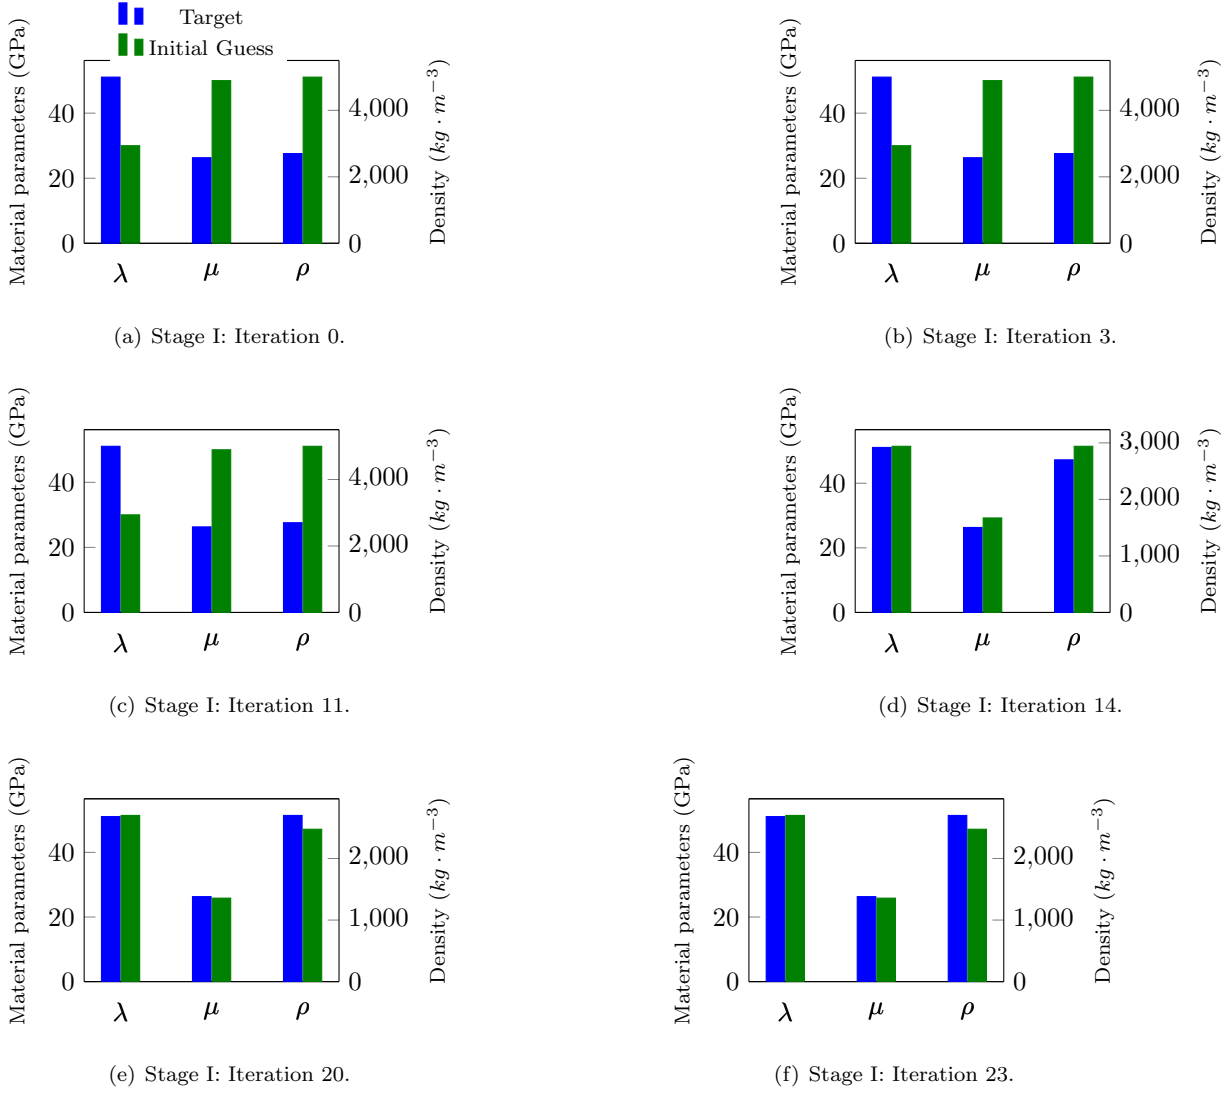 Target
Initial Guess
Material parameters (GPa)
40
20
0
λ
μ
ρ
4,000
2,000
0
Density (kg · m⁻³)
(a) Stage I: Iteration 0.
Material parameters (GPa)
40
20
0
λ
μ
ρ
4,000
2,000
0
Density (kg · m⁻³)
(b) Stage I: Iteration 3.
Material parameters (GPa)
40
20
0
λ
μ
ρ
4,000
2,000
0
Density (kg · m⁻³)
(c) Stage I: Iteration 11.
Material parameters (GPa)
40
20
0
λ
μ
ρ
3,000
2,000
1,000
0
Density (kg · m⁻³)
(d) Stage I: Iteration 14.
Material parameters (GPa)
40
20
0
λ
μ
ρ
2,000
1,000
0
Density (kg · m⁻³)
(e) Stage I: Iteration 20.
Material parameters (GPa)
40
20
0
λ
μ
ρ
2,000
1,000
0
Density (kg · m⁻³)
(f) Stage I: Iteration 23.